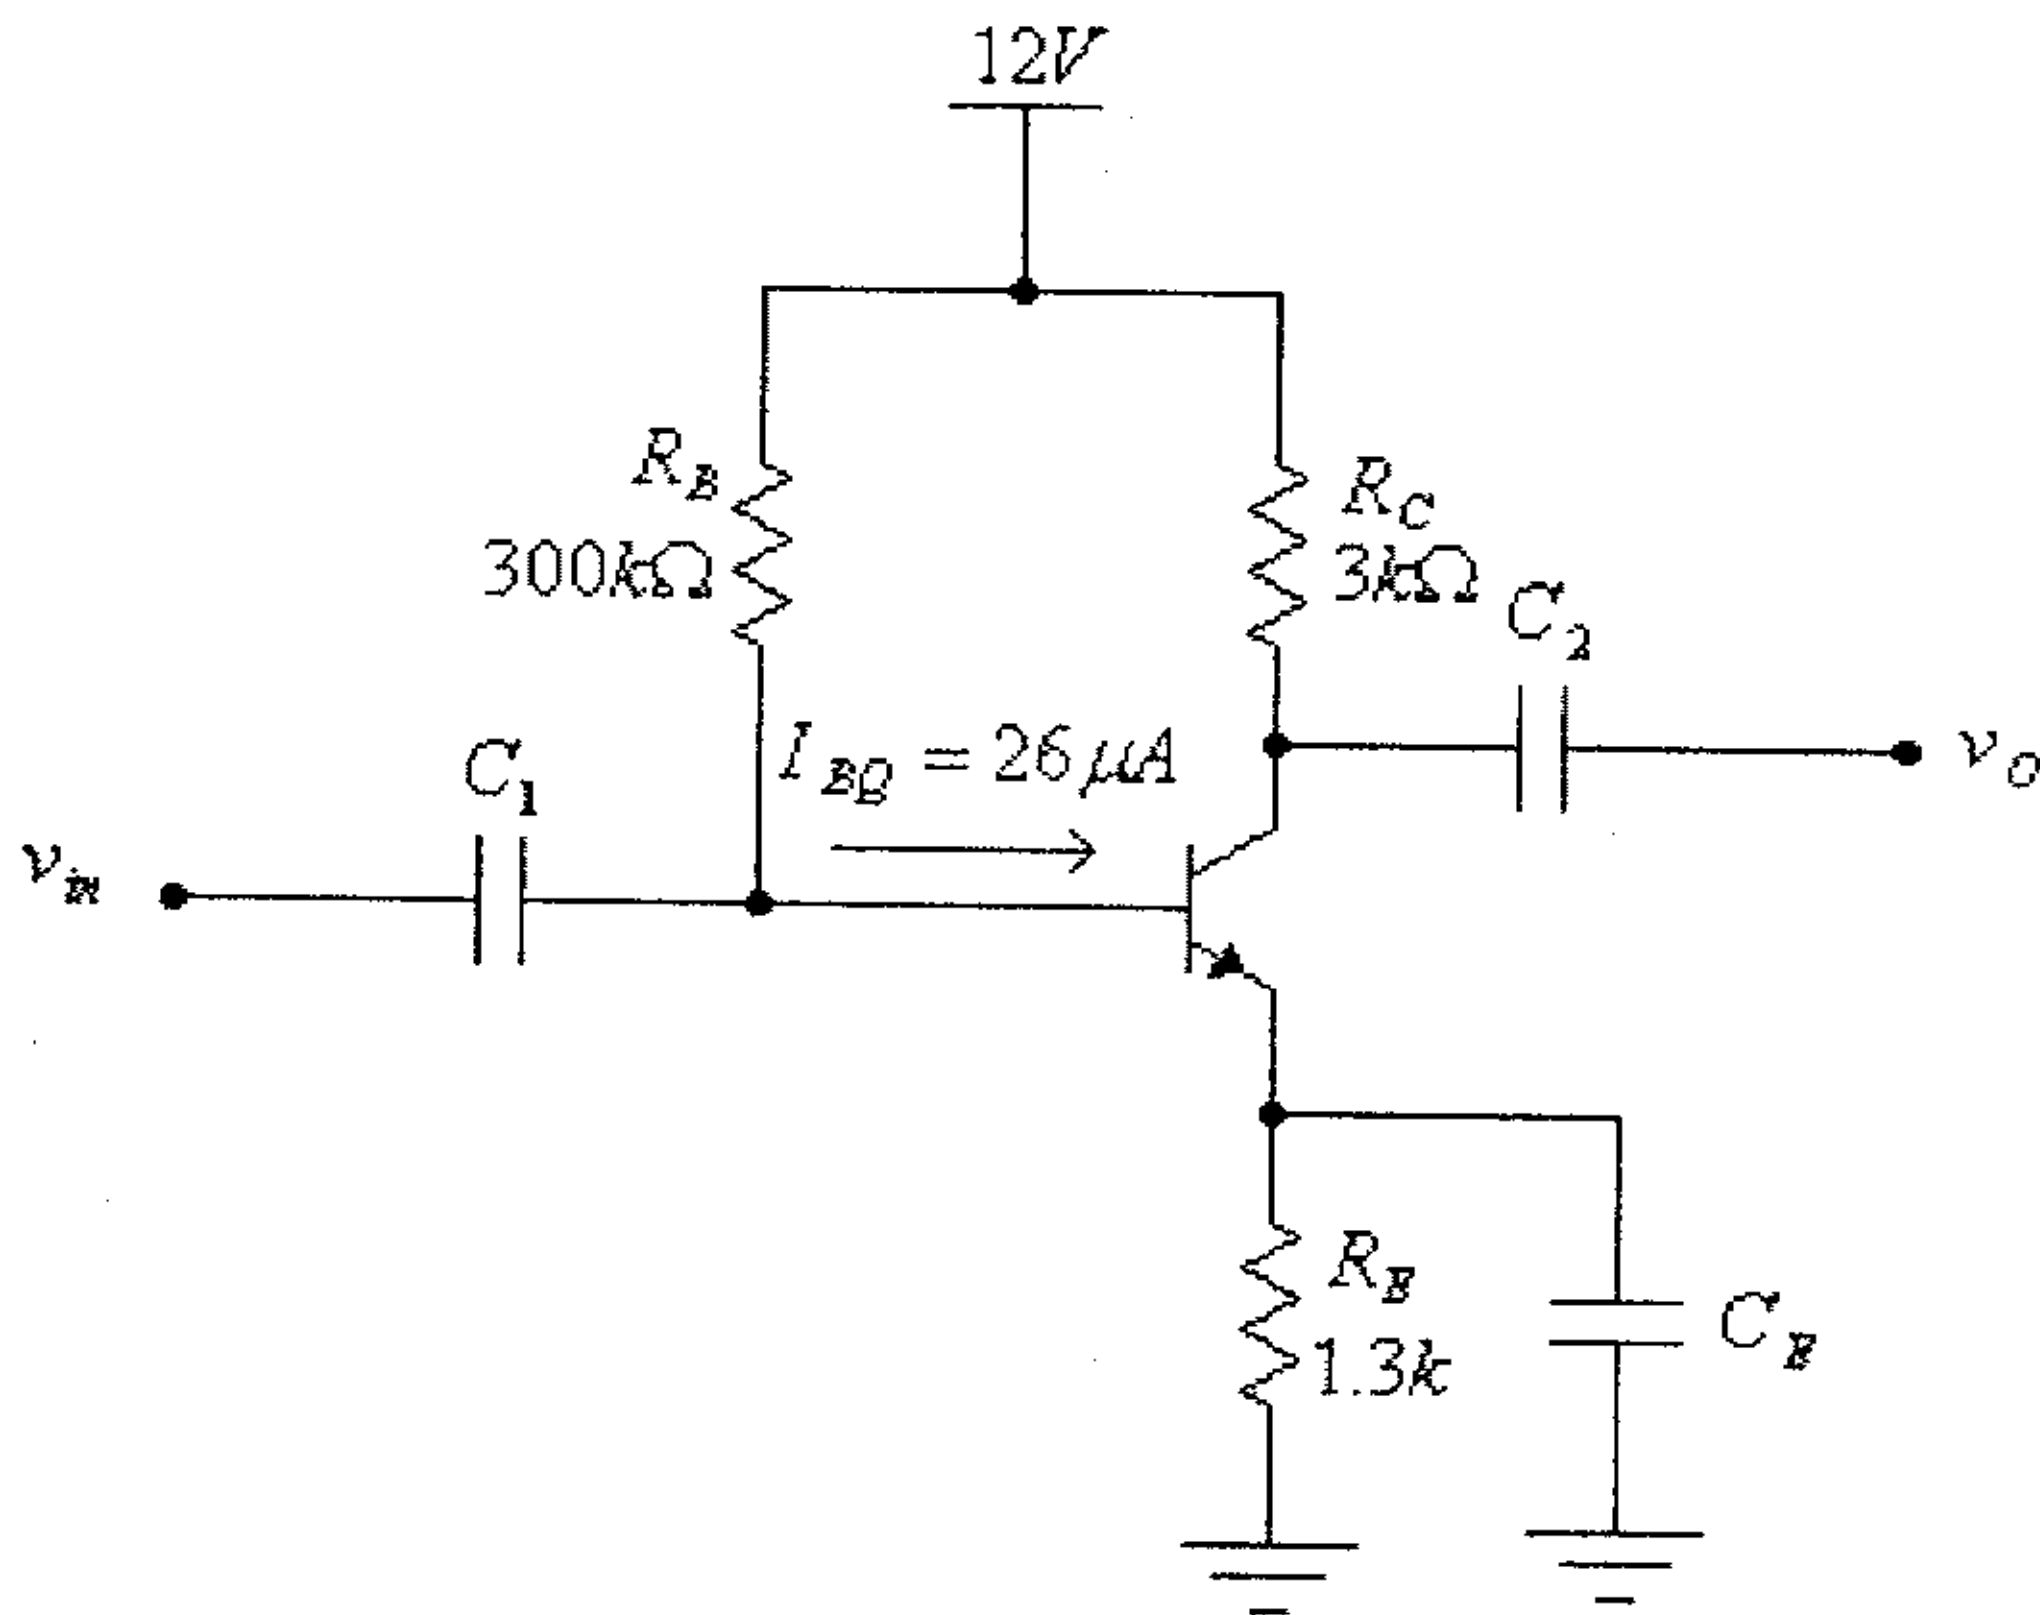 12V
R_B
300kΩ
R_C
3kΩ
C_2
I_BQ = 26μA
v_O
C_1
v_in
R_E
1.3k
C_E